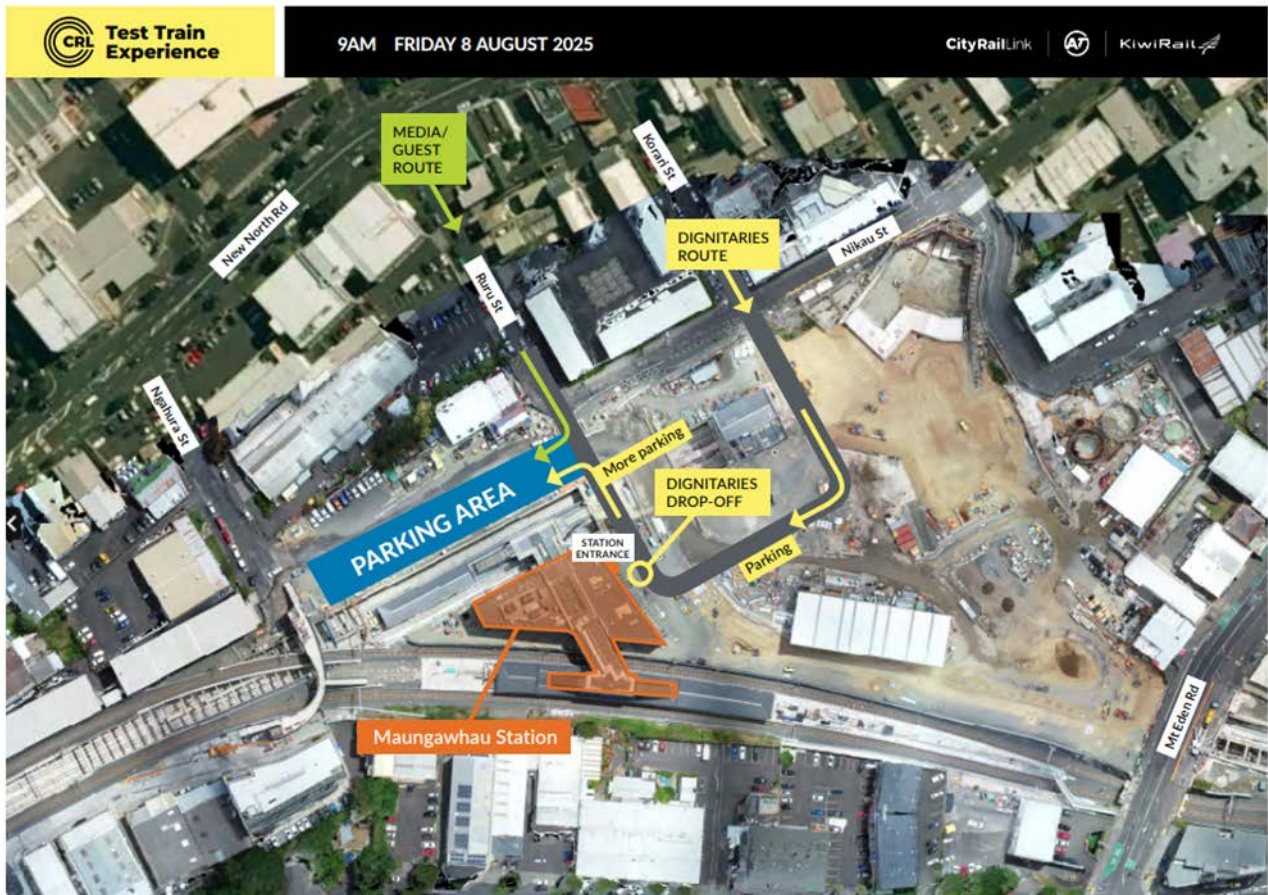 CRL
Test Train
Experience
9AM FRIDAY 8 AUGUST 2025
CityRailLink
AT
KiwiRail
MEDIA/
GUEST
ROUTE
Korari St
New North Rd
DIGNITARIES
ROUTE
Nikau St
Ruru St
Ngahura St
More parking
PARKING AREA
DIGNITARIES
DROP-OFF
STATION
ENTRANCE
Parking
Maungawhau Station
Mt Eden Rd